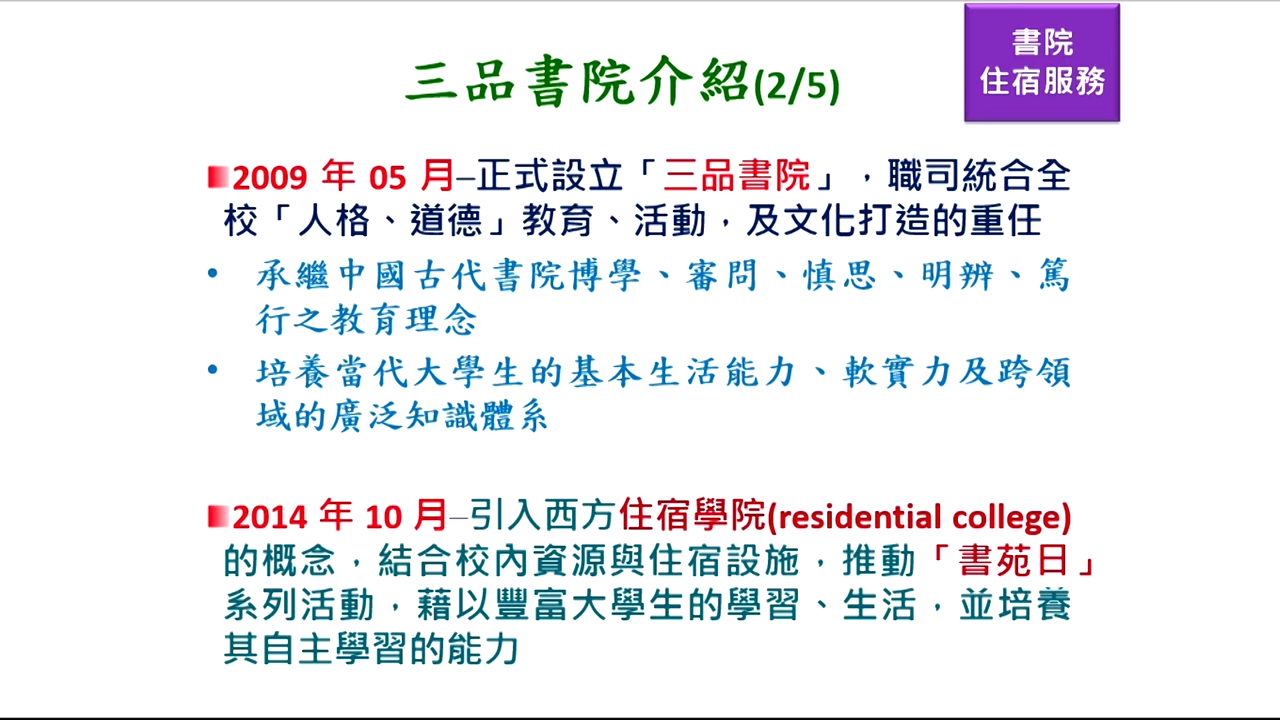 三品書院介紹(2/5)
書院
住宿服務
2009 年 05 月–正式設立「三品書院」，職司統合全
校「人格、道德」教育、活動，及文化打造的重任
• 承繼中國古代書院博學、審問、慎思、明辨、篤
行之教育理念
• 培養當代大學生的基本生活能力、軟實力及跨領
域的廣泛知識體系
2014 年 10 月–引入西方住宿學院(residential college)
的概念，結合校內資源與住宿設施，推動「書苑日」
系列活動，藉以豐富大學生的學習、生活，並培養
其自主學習的能力